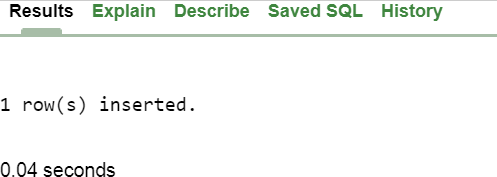 Results Explain Describe Saved SQL History
1 row(s) inserted.
0.04 seconds